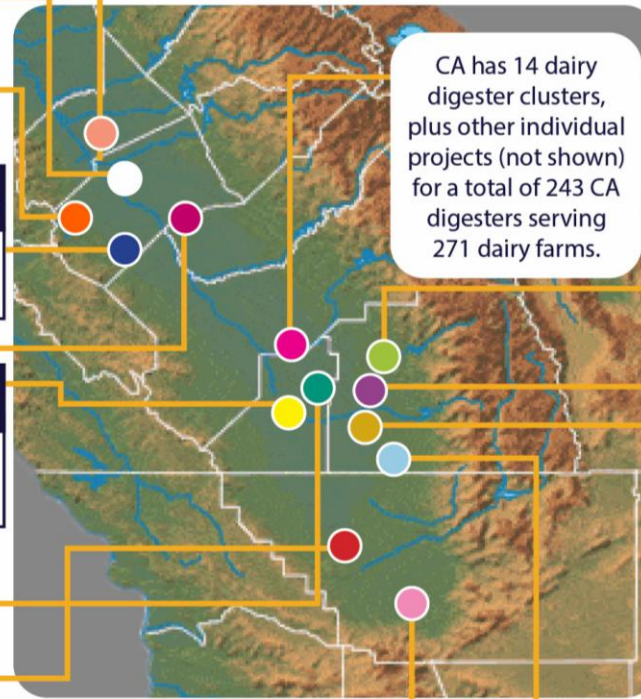 CA has 14 dairy
digester clusters,
plus other individual
projects (not shown)
for a total of 243 CA
digesters serving
271 dairy farms.